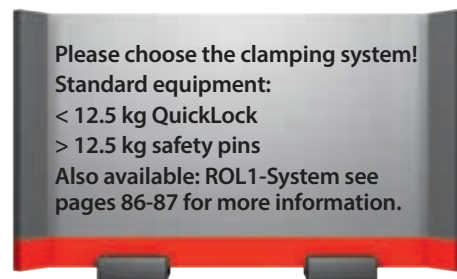 Please choose the clamping system!
Standard equipment:
< 12.5 kg QuickLock
> 12.5 kg safety pins
Also available: ROL1-System see
pages 86-87 for more information.